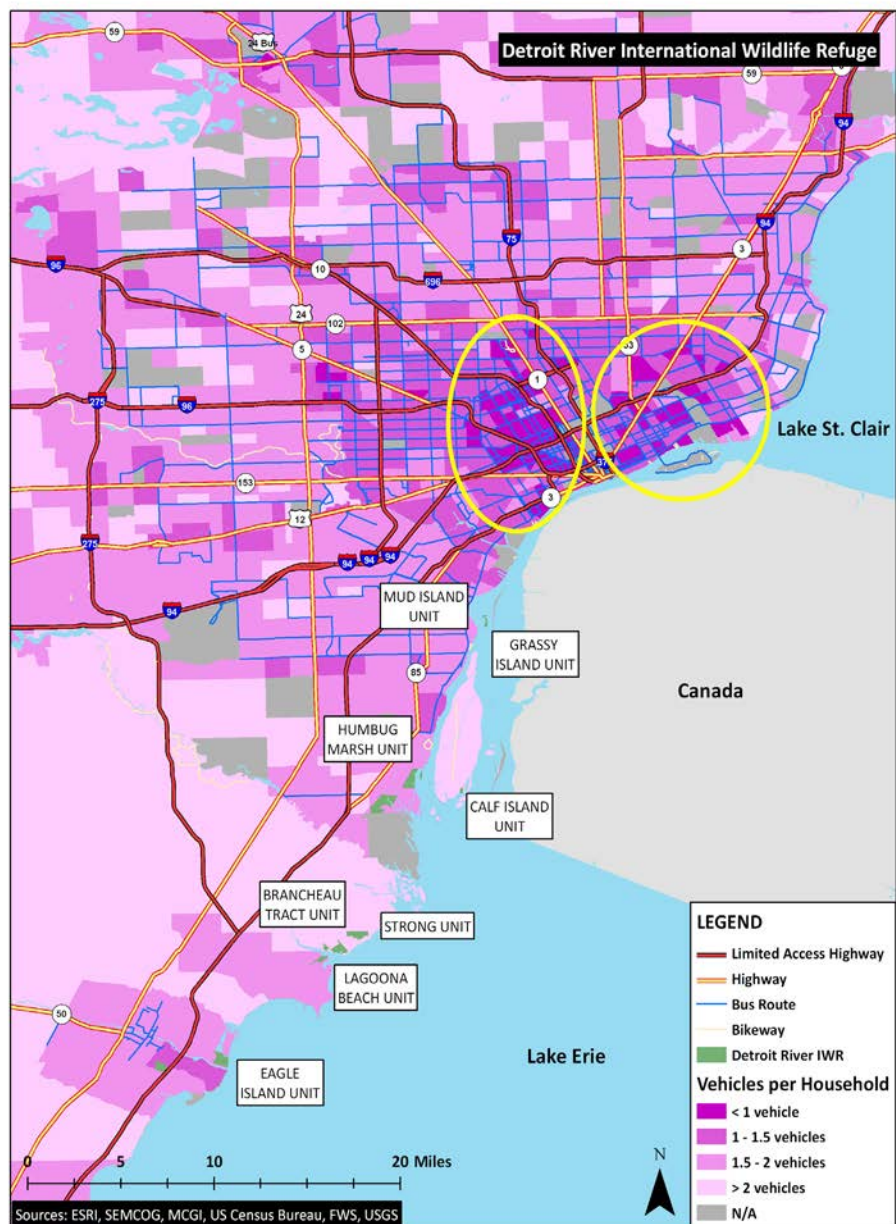 59
24 Bus
Detroit River International Wildlife Refuge
59
94
94
75
3
96
10
696
24
102
5
53
1
275
96
Lake St. Clair
153
3
12
275
94
94
94
94
MUD ISLAND
UNIT
GRASSY
ISLAND UNIT
85
Canada
HUMBUG
MARSH UNIT
CALF ISLAND
UNIT
BRANCHEAU
TRACT UNIT
STRONG UNIT
LAGOONA
BEACH UNIT
50
Lake Erie
EAGLE
ISLAND UNIT
LEGEND
Limited Access Highway
Highway
Bus Route
Bikeway
Detroit River IWR
Vehicles per Household
< 1 vehicle
1 - 1.5 vehicles
1.5 - 2 vehicles
> 2 vehicles
N/A
N
0 5 10 20 Miles
Sources: ESRI, SEMCOG, MCGI, US Census Bureau, FWS, USGS